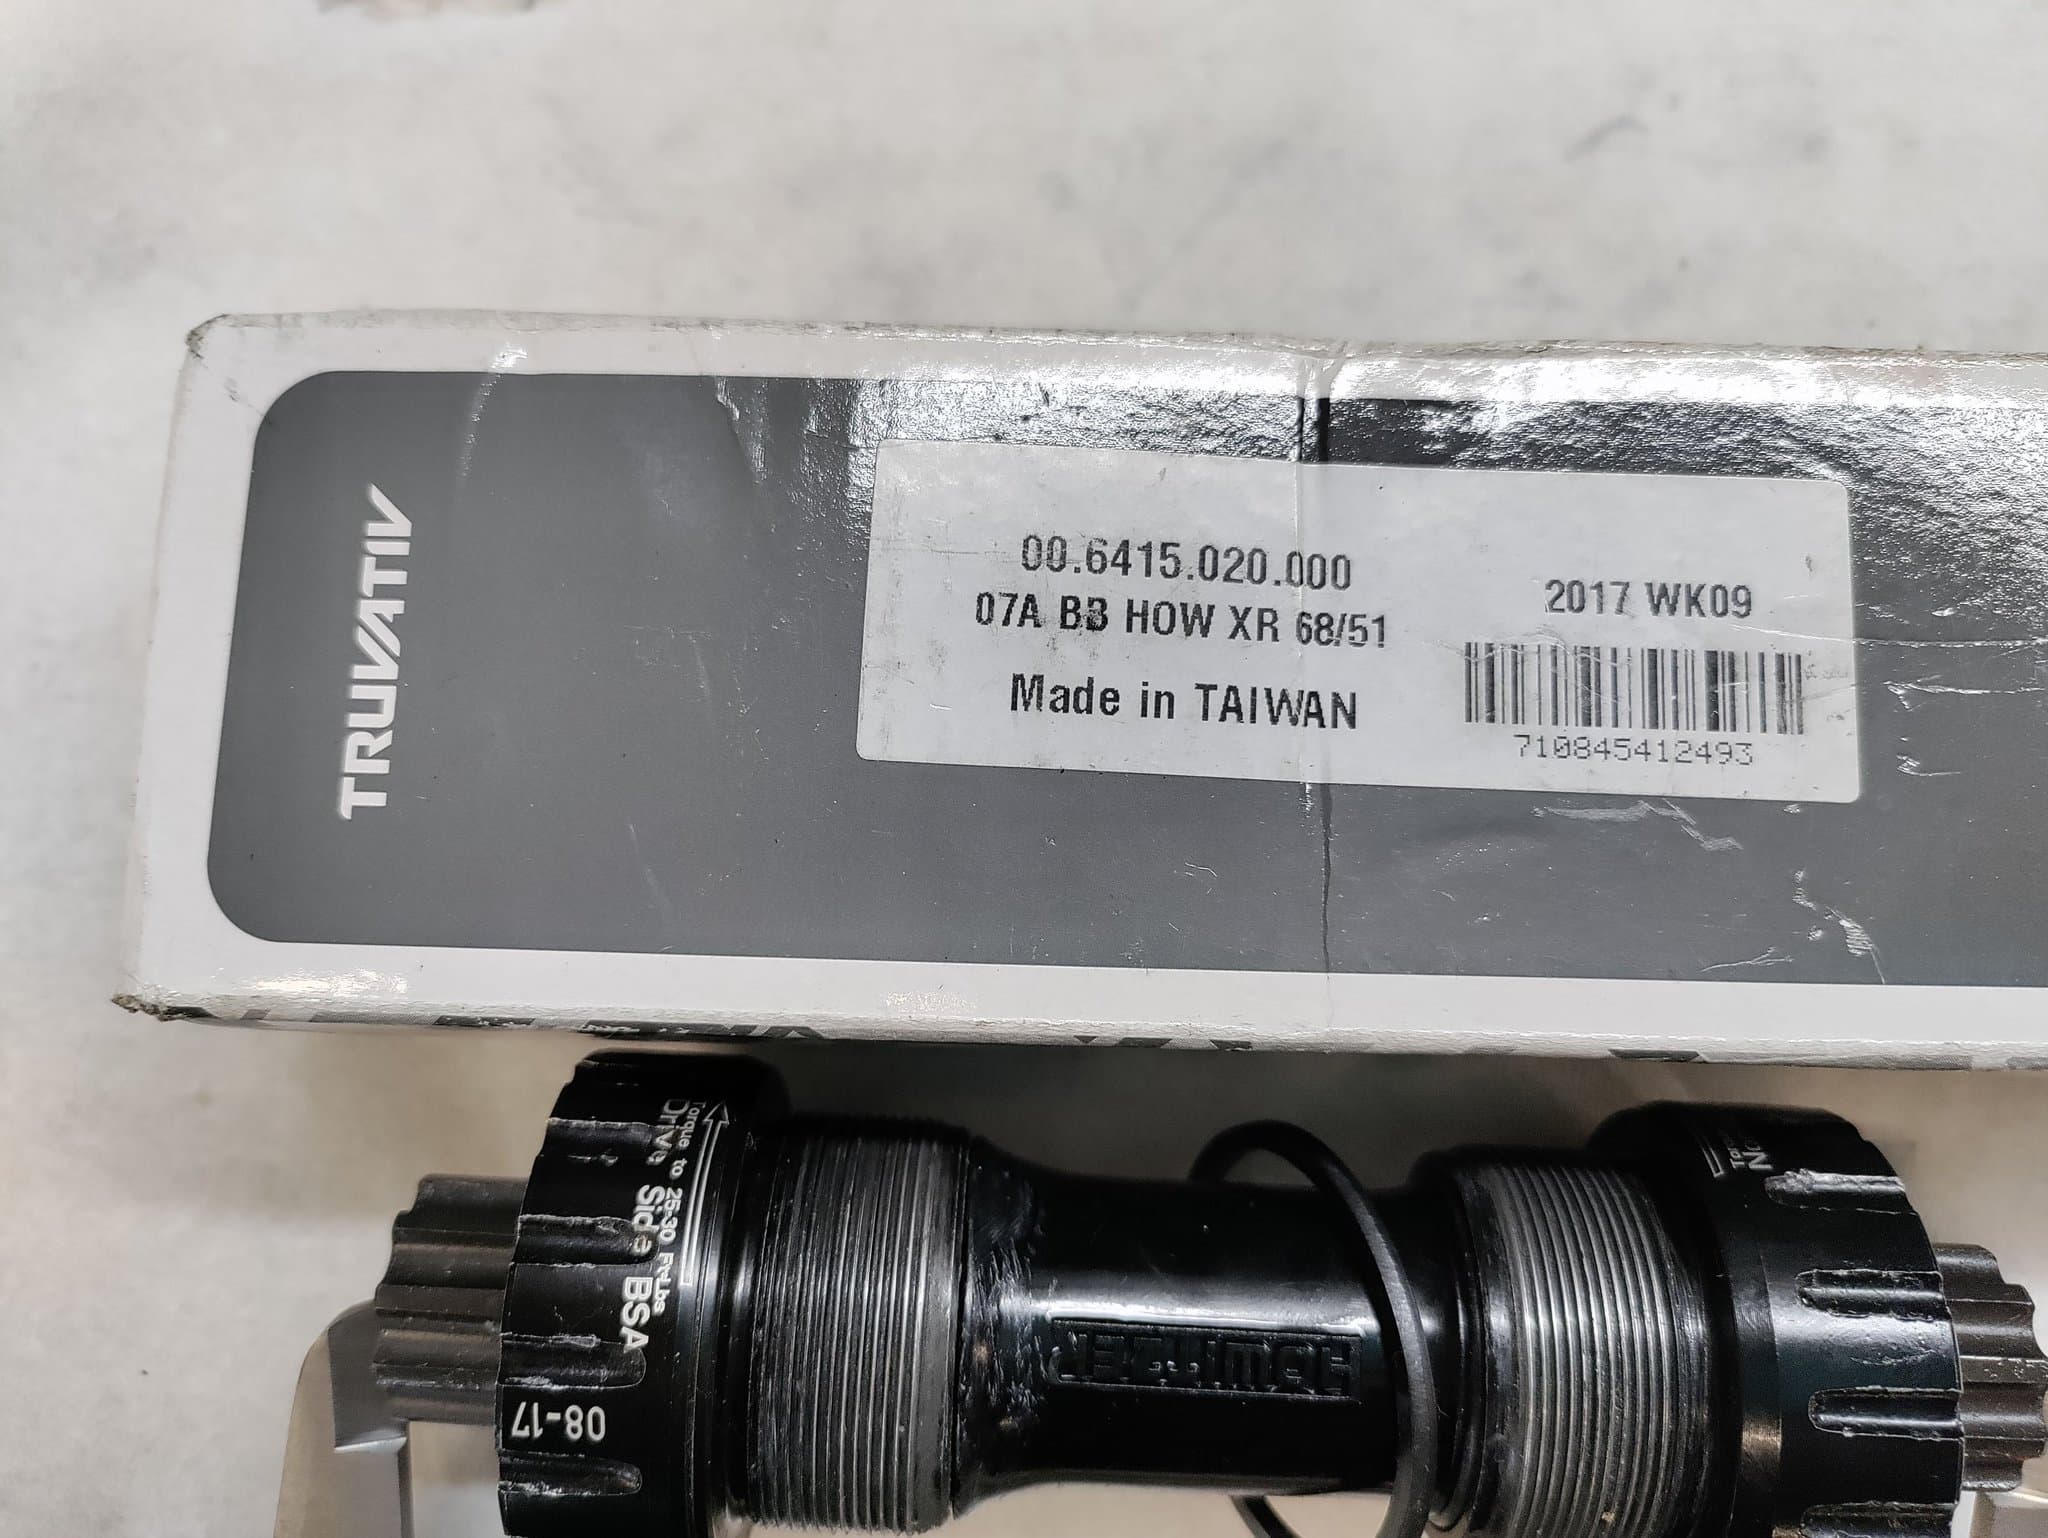 TRUVATIV
00.6415.020.000
07A BB HOW XR 68/51
Made in TAIWAN
2017 WK09
710845412493
Torque to 25-30 Ft-Lbs
Drive Side BSA
08-17
HOWITZER